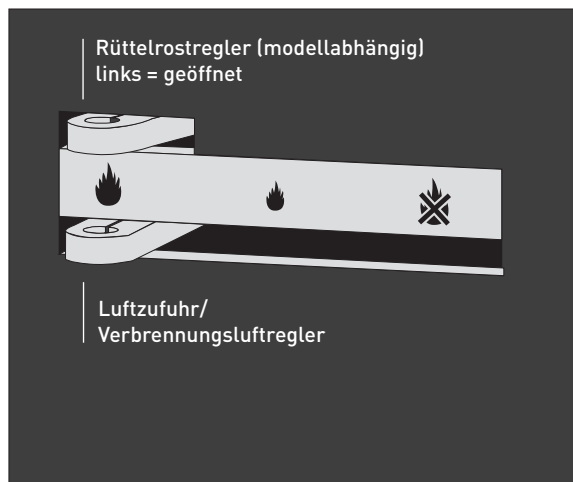 Rüttelrostregler (modellabhängig)
links = geöffnet
Luftzufuhr/
Verbrennungsluftregler